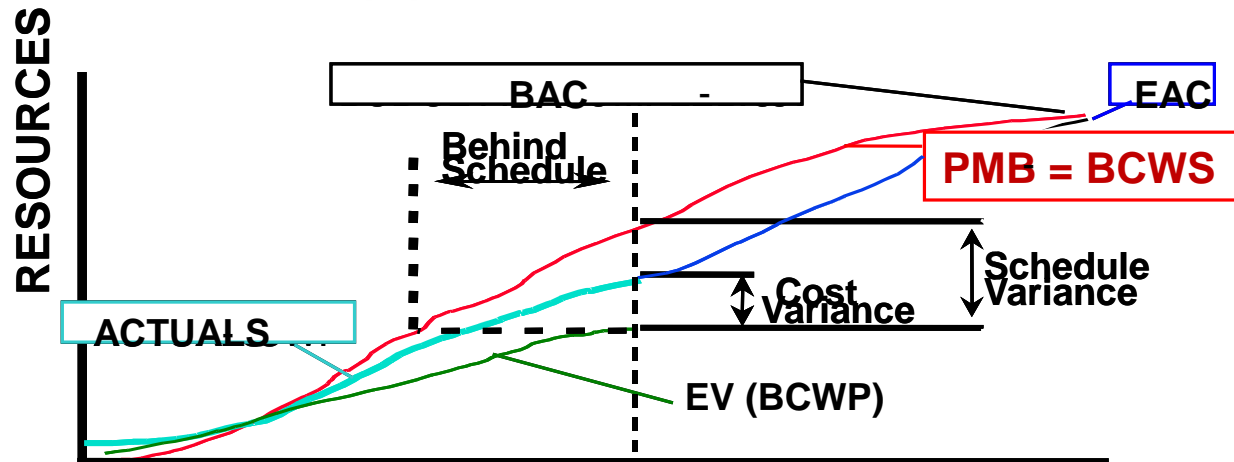 RESOURCES
BAC -
EAC
Behind
Schedule
PMB = BCWS
Schedule
Variance
Cost
Variance
ACTUALS
EV (BCWP)